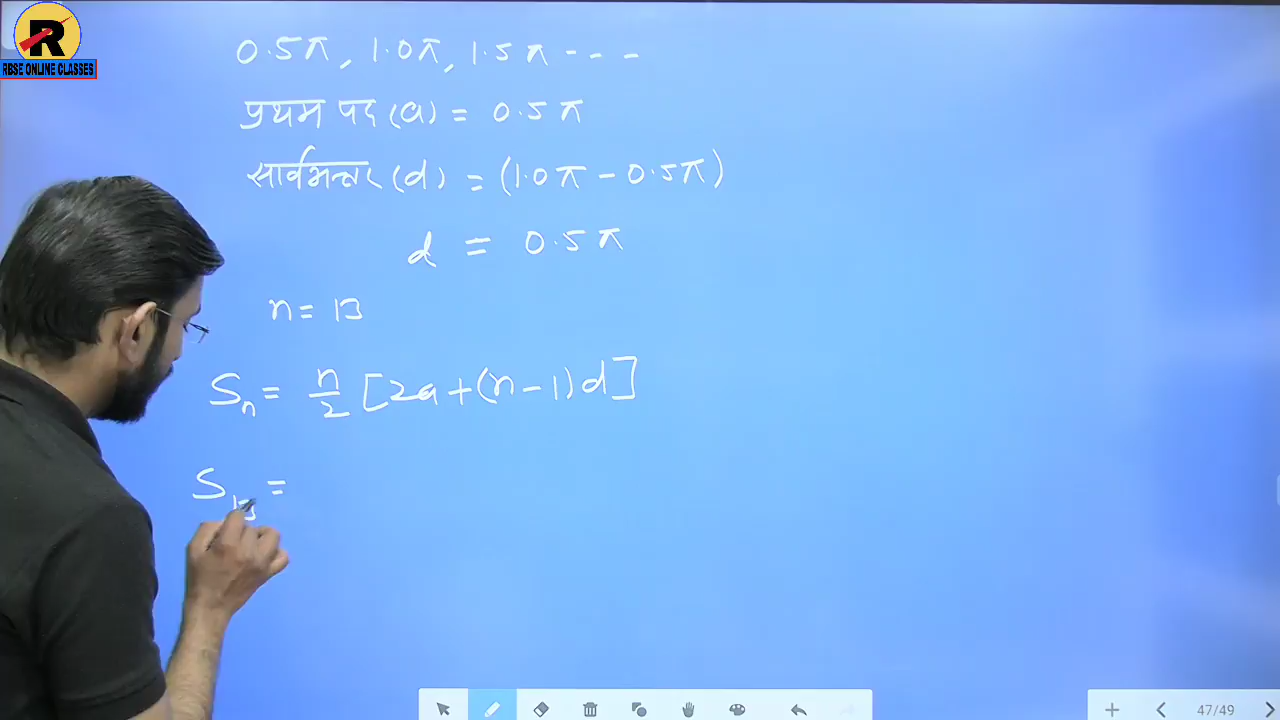 R
RBSE ONLINE CLASSES
0.5π, 1.0π, 1.5π - - -
प्रथम पद (a) = 0.5π
सार्वअन्तर (d) = (1.0π - 0.5π)
d = 0.5π
n = 13
Sn = n/2 [2a+(n-1)d]
S13 =
47/49